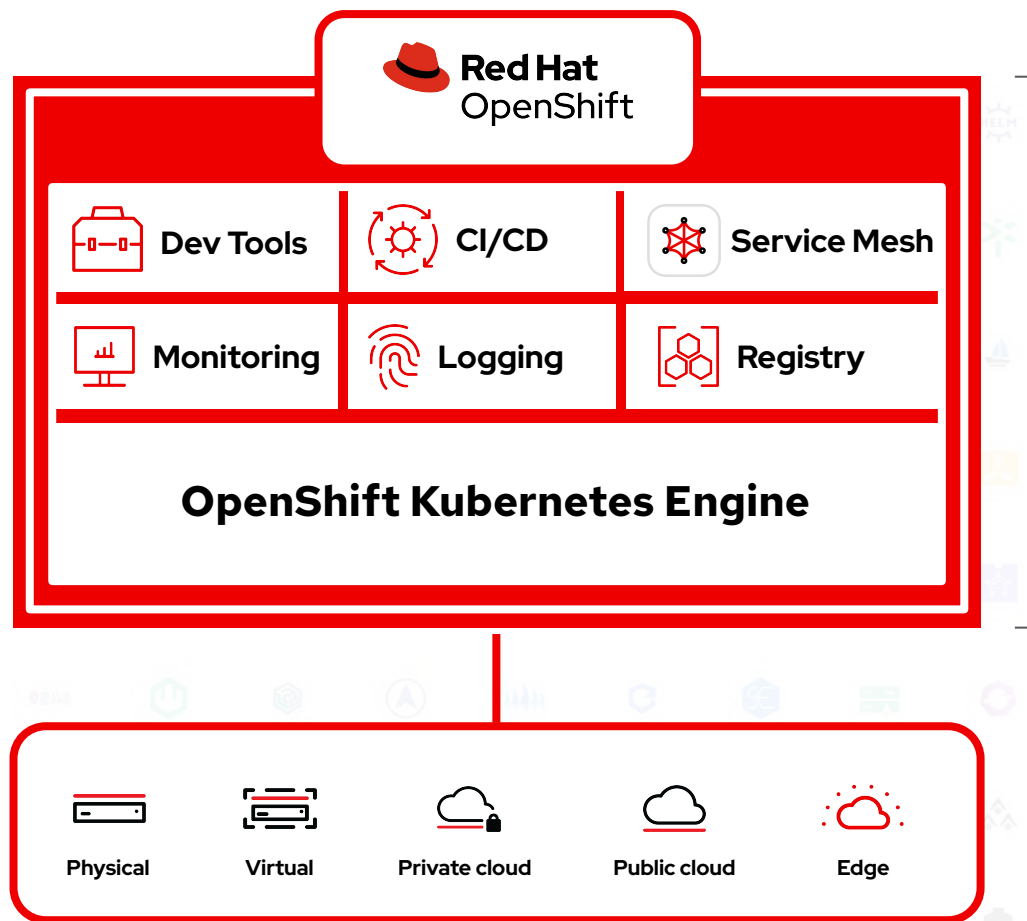 Red Hat
OpenShift
HELM
Dev Tools
CI/CD
Service Mesh
Monitoring
Logging
Registry
OpenShift Kubernetes Engine
Physical
Virtual
Private cloud
Public cloud
Edge